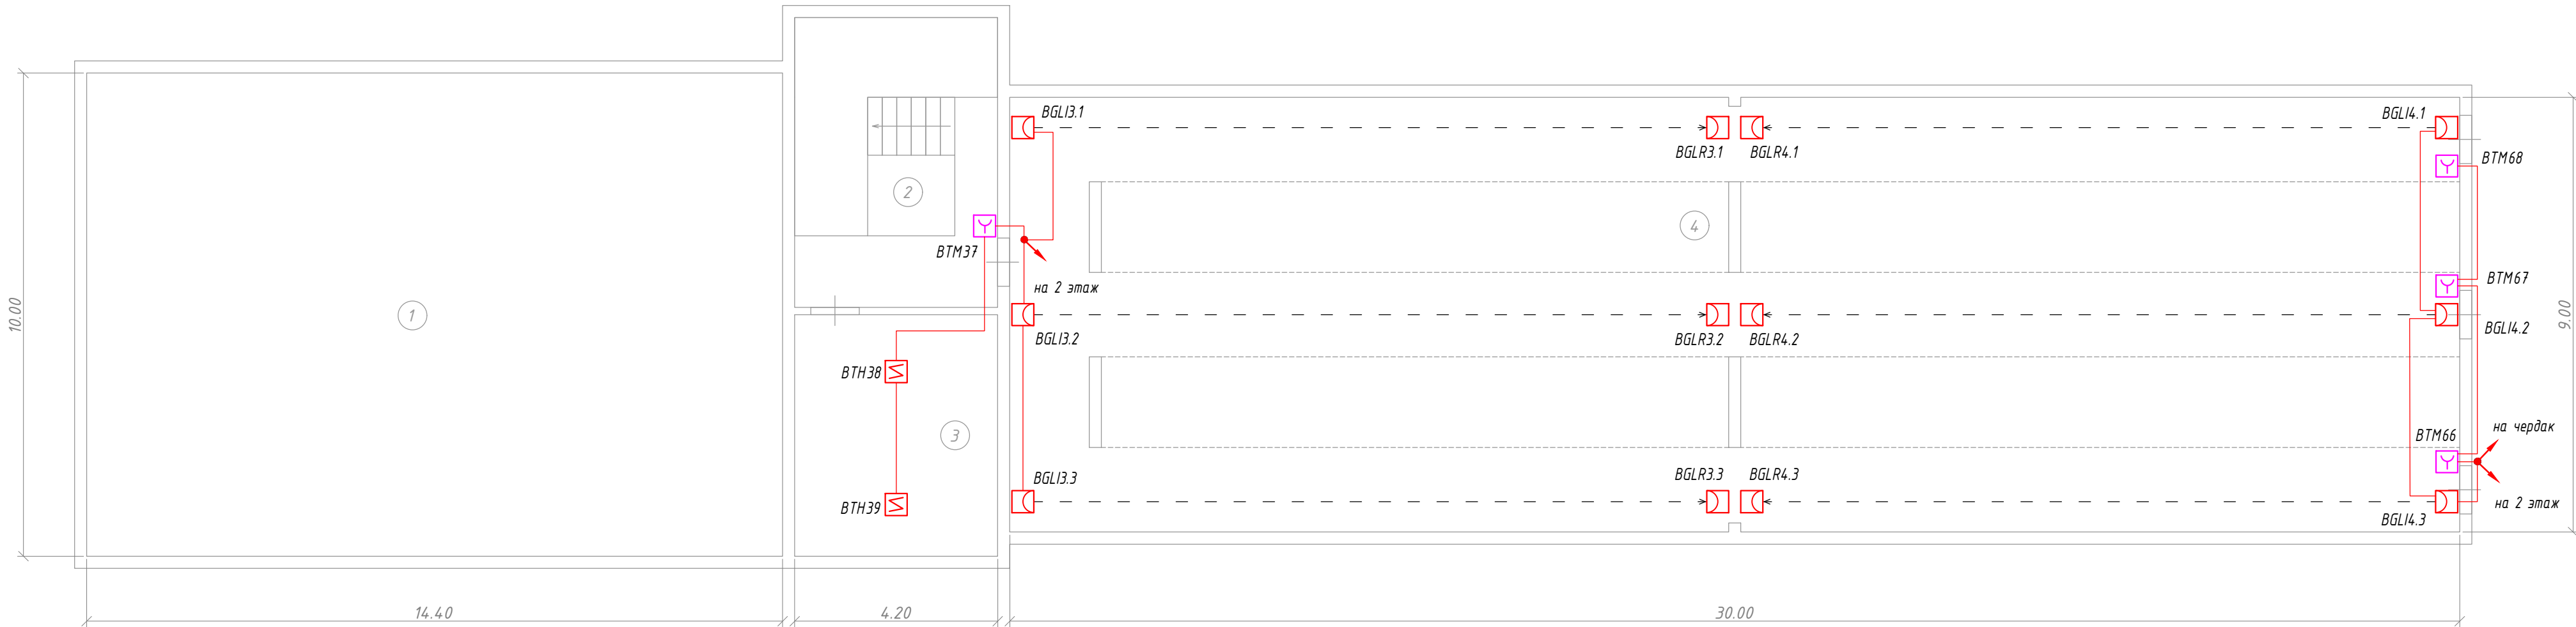 BGLI3.1
BGLI4.1
BGLR3.1
BGLR4.1
BTM68
2
4
BTM37
на 2 этаж
BTM67
10.00
1
9.00
BGLI3.2
BGLR3.2
BGLR4.2
BGLI4.2
BTH38
3
BTM66
на чердак
BGLI3.3
BGLR3.3
BGLR4.3
BTH39
на 2 этаж
BGLI4.3
14.40
4.20
30.00